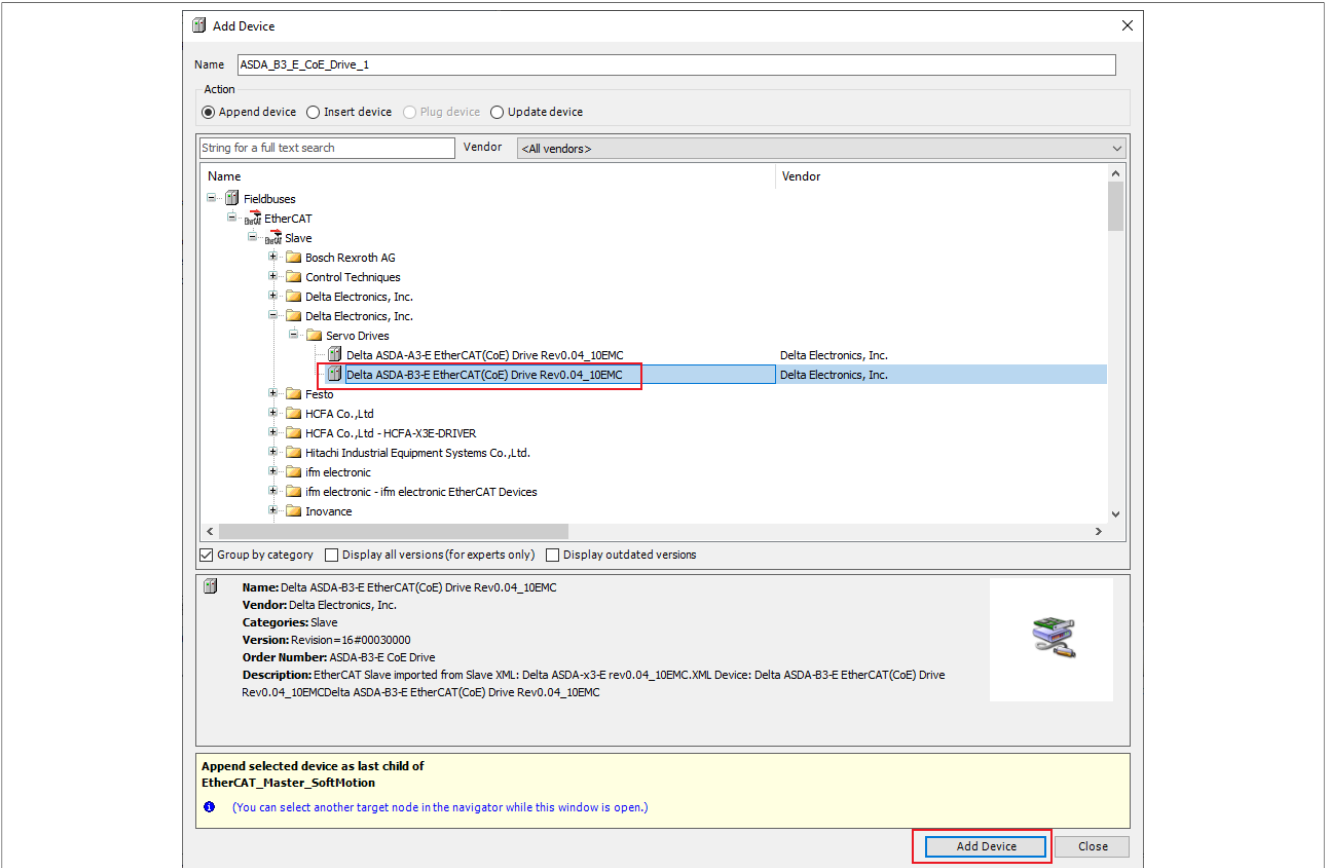 Add Device
Name ASDA_B3_E_CoE_Drive_1
Action
Append device Insert device Plug device Update device
String for a full text search Vendor <All vendors>
Name Vendor
Fieldbuses
EtherCAT
Slave
Bosch Rexroth AG
Control Techniques
Delta Electronics, Inc.
Delta Electronics, Inc.
Servo Drives
Delta ASDA-A3-E EtherCAT(CoE) Drive Rev0.04_10EMC Delta Electronics, Inc.
Delta ASDA-B3-E EtherCAT(CoE) Drive Rev0.04_10EMC Delta Electronics, Inc.
Festo
HCFA Co.,Ltd
HCFA Co.,Ltd - HCFA-X3E-DRIVER
Hitachi Industrial Equipment Systems Co.,Ltd.
ifm electronic
ifm electronic - ifm electronic EtherCAT Devices
Inovance
Group by category Display all versions (for experts only) Display outdated versions
Name: Delta ASDA-B3-E EtherCAT(CoE) Drive Rev0.04_10EMC
Vendor: Delta Electronics, Inc.
Categories: Slave
Version: Revision=16#00030000
Order Number: ASDA-B3-E CoE Drive
Description: EtherCAT Slave imported from Slave XML: Delta ASDA-x3-E rev0.04_10EMC.XML Device: Delta ASDA-B3-E EtherCAT(CoE) Drive
Rev0.04_10EMCDelta ASDA-B3-E EtherCAT(CoE) Drive Rev0.04_10EMC
Append selected device as last child of
EtherCAT_Master_SoftMotion
(You can select another target node in the navigator while this window is open.)
Add Device Close